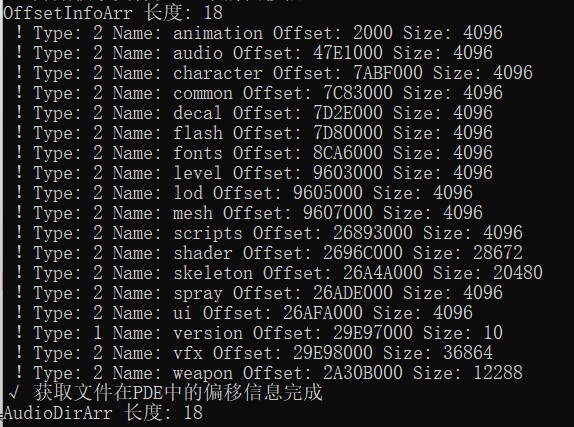 OffsetInfoArr 长度: 18
! Type: 2 Name: animation Offset: 2000 Size: 4096
! Type: 2 Name: audio Offset: 47E1000 Size: 4096
! Type: 2 Name: character Offset: 7ABF000 Size: 4096
! Type: 2 Name: common Offset: 7C83000 Size: 4096
! Type: 2 Name: decal Offset: 7D2E000 Size: 4096
! Type: 2 Name: flash Offset: 7D80000 Size: 4096
! Type: 2 Name: fonts Offset: 8CA6000 Size: 4096
! Type: 2 Name: level Offset: 9603000 Size: 4096
! Type: 2 Name: lod Offset: 9605000 Size: 4096
! Type: 2 Name: mesh Offset: 9607000 Size: 4096
! Type: 2 Name: scripts Offset: 26893000 Size: 4096
! Type: 2 Name: shader Offset: 2696C000 Size: 28672
! Type: 2 Name: skeleton Offset: 26A4A000 Size: 20480
! Type: 2 Name: spray Offset: 26ADE000 Size: 4096
! Type: 2 Name: ui Offset: 26AFA000 Size: 4096
! Type: 1 Name: version Offset: 29E97000 Size: 10
! Type: 2 Name: vfx Offset: 29E98000 Size: 36864
! Type: 2 Name: weapon Offset: 2A30B000 Size: 12288
√ 获取文件在PDE中的偏移信息完成
AudioDirArr 长度: 18